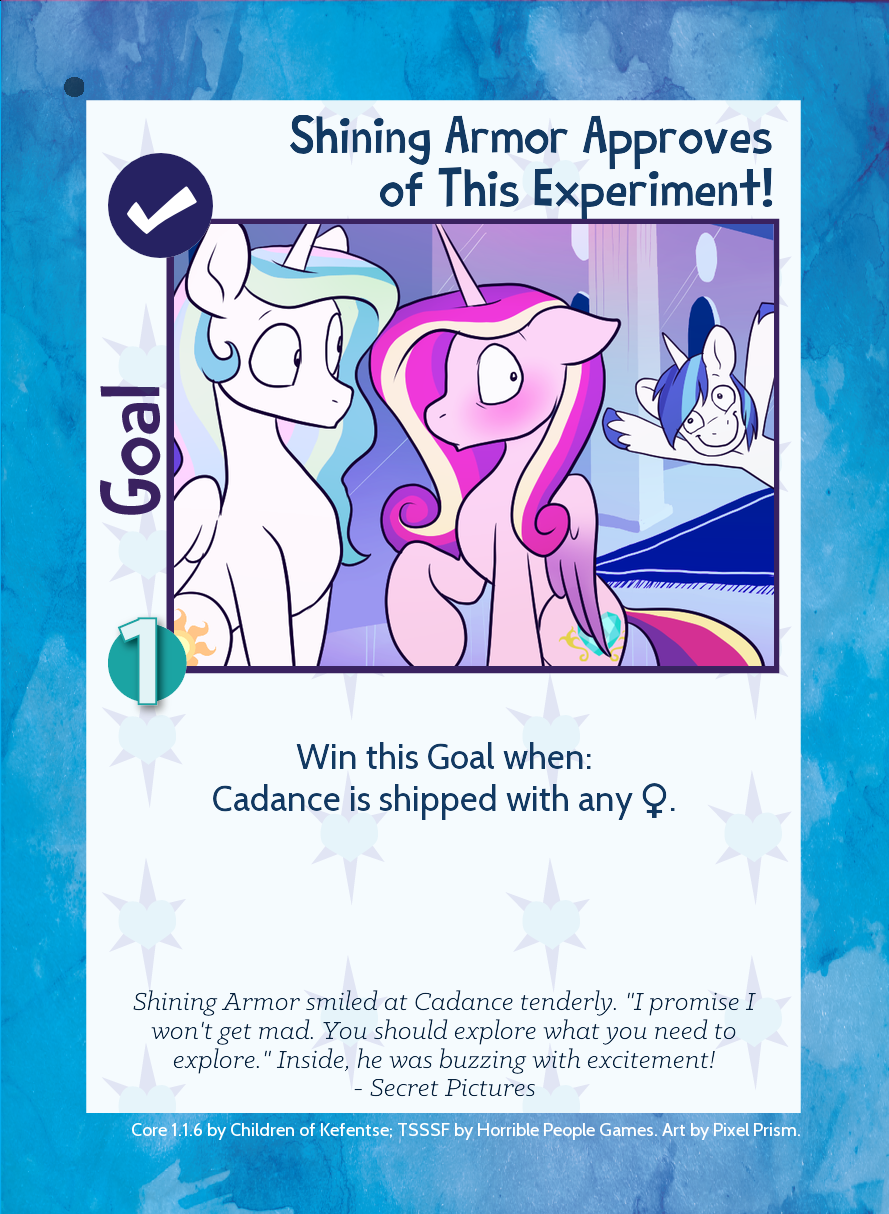 Shining Armor Approves
of This Experiment!
Goal
1
Win this Goal when:
Cadance is shipped with any ♀.
Shining Armor smiled at Cadance tenderly. "I promise I
won't get mad. You should explore what you need to
explore." Inside, he was buzzing with excitement!
- Secret Pictures
Core 1.1.6 by Children of Kefentse; TSSSF by Horrible People Games. Art by Pixel Prism.